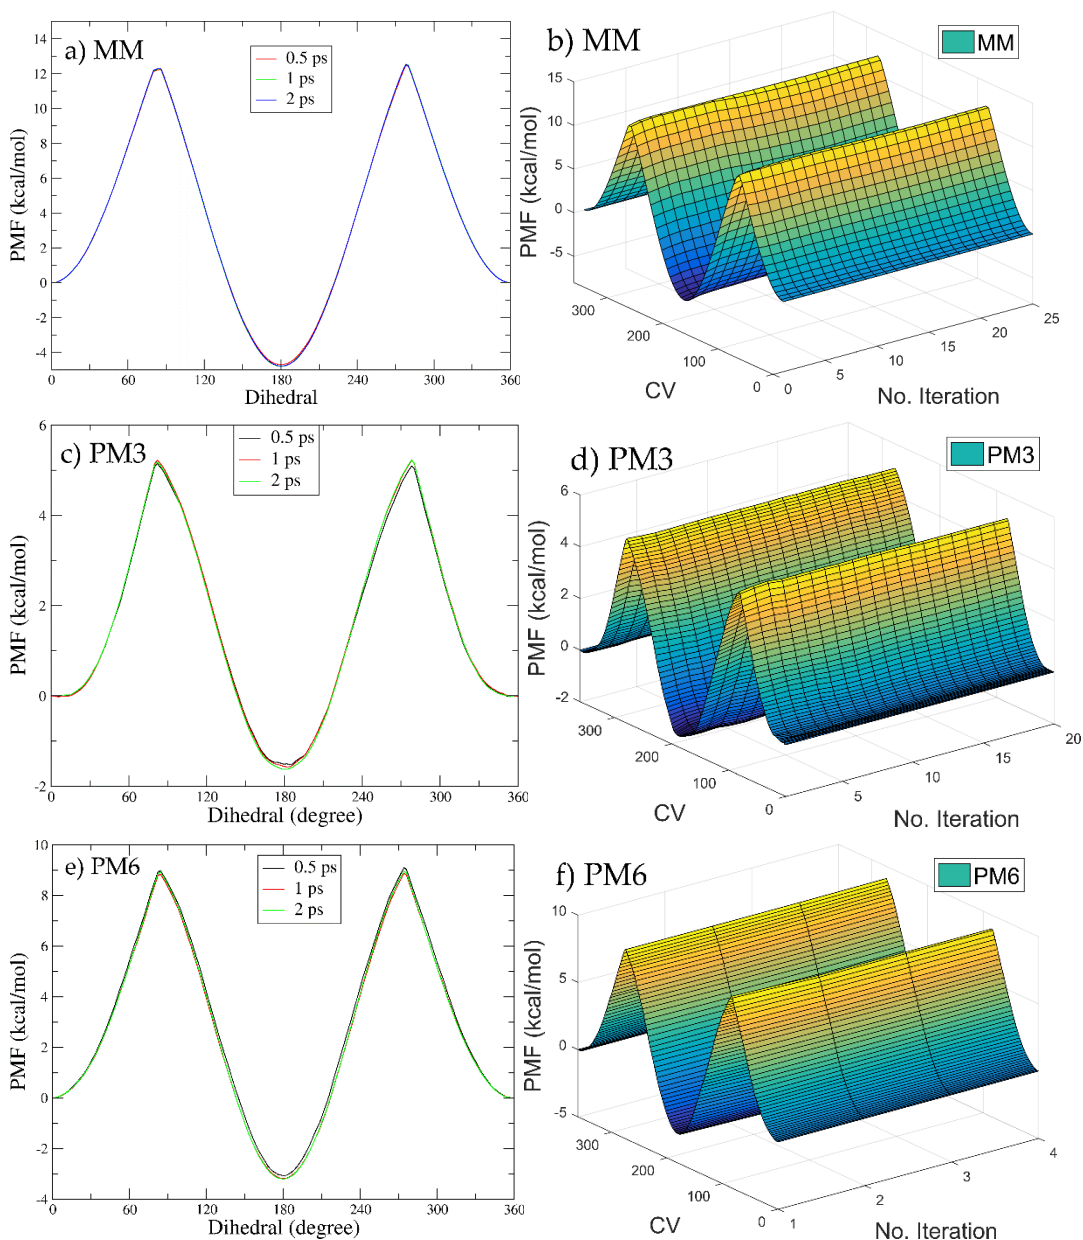 a) MM
0.5 ps
1 ps
2 ps
PMF (kcal/mol)
14
12
10
8
6
4
2
0
-2
-4
0 60 120 180 240 300 360
Dihedral
b) MM
MM
PMF (kcal/mol)
15
10
5
0
-5
300
200
100
0
CV
0
5
10
15
20
25
No. Iteration
c) PM3
0.5 ps
1 ps
2 ps
PMF (kcal/mol)
6
4
2
0
-2
0 60 120 180 240 300 360
Dihedral (degree)
d) PM3
PM3
PMF (kcal/mol)
6
4
2
0
-2
300
200
100
0
CV
5
10
15
20
No. Iteration
e) PM6
0.5 ps
1 ps
2 ps
PMF (kcal/mol)
10
8
6
4
2
0
-2
-4
0 60 120 180 240 300 360
Dihedral (degree)
f) PM6
PM6
PMF (kcal/mol)
10
5
0
-5
300
200
100
0
CV
1
2
3
4
No. Iteration